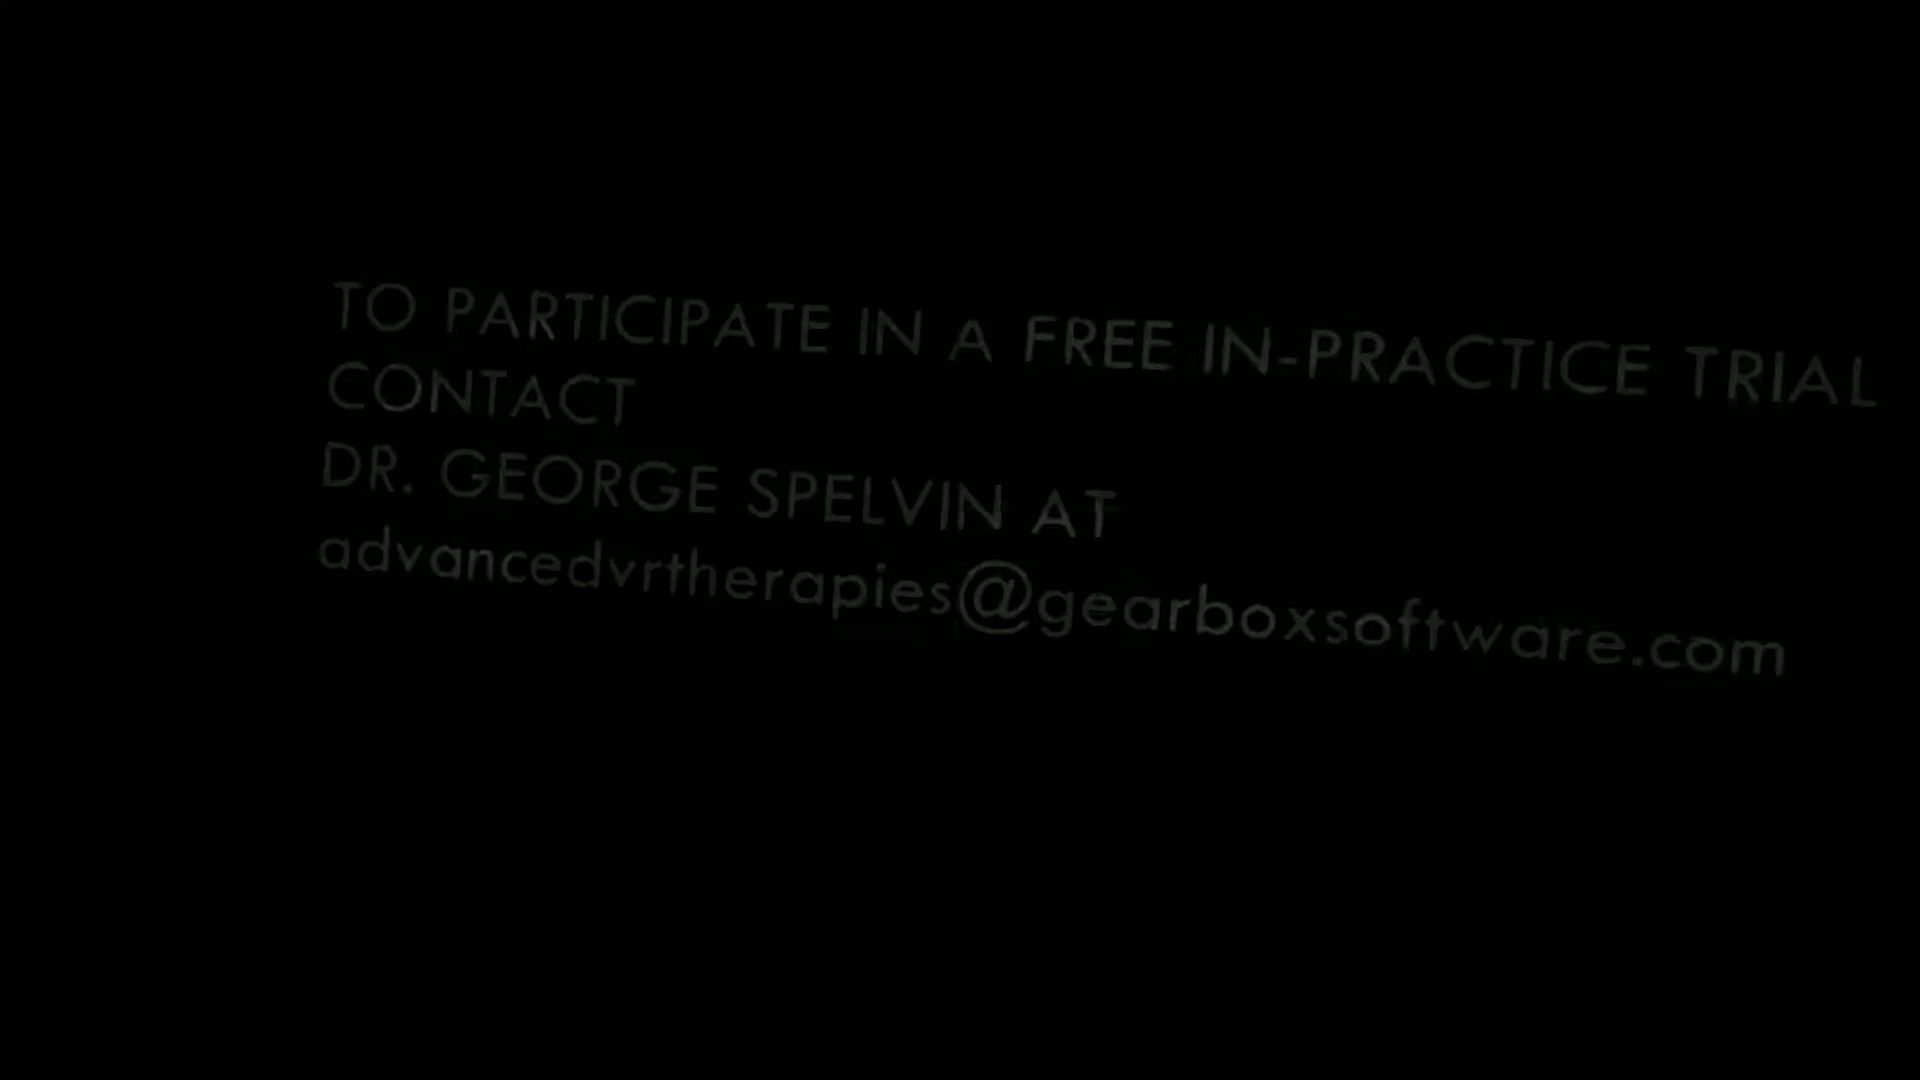 TO PARTICIPATE IN A FREE IN-PRACTICE TRIAL
CONTACT
DR. GEORGE SPELVIN AT
advancedvrtherapies@gearboxsoftware.com